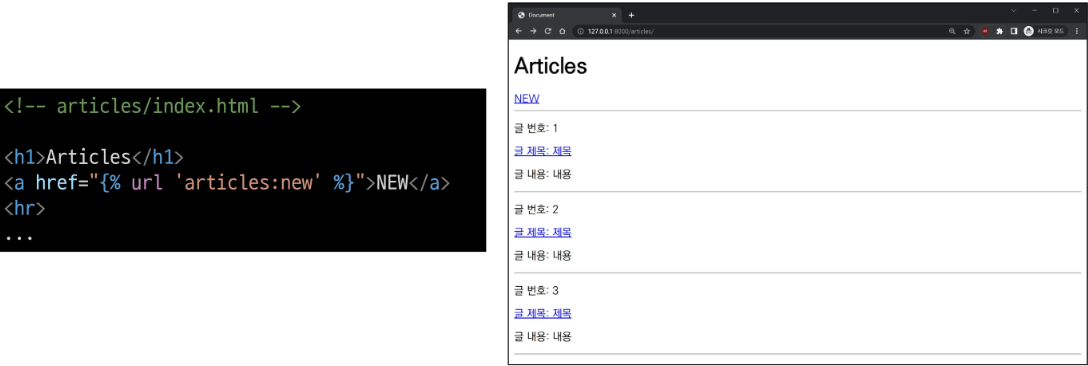 <!-- articles/index.html -->
<h1>Articles</h1>
<a href="{% url 'articles:new' %}">NEW</a>
<hr>
...
Document
127.0.0.1:8000/articles/
시크릿 모드
Articles
NEW
글 번호: 1
글 제목: 제목
글 내용: 내용
글 번호: 2
글 제목: 제목
글 내용: 내용
글 번호: 3
글 제목: 제목
글 내용: 내용